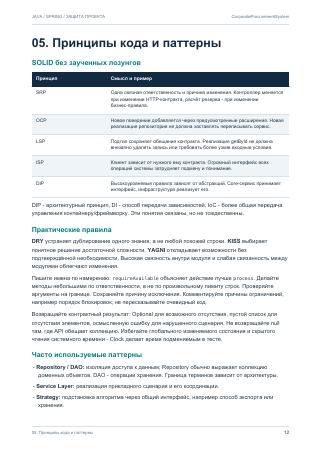 JAVA / SPRING / ЗАЩИТА ПРОЕКТА
CorporateProcurementSystem
05. Принципы кода и паттерны
SOLID без заученных лозунгов
Принцип
Смысл и пример
SRP
Одна связная ответственность и причина изменения. Контроллер меняется
при изменении HTTP-контракта, расчёт резерва - при изменении
бизнес-правил.
OCP
Новое поведение добавляется через предусмотренные расширения. Новая
реализация репозитория не должна заставлять переписывать сервис.
LSP
Подтип сохраняет обещания контракта. Реализация getById не должна
внезапно удалять запись или требовать более узкие входные условия.
ISP
Клиент зависит от нужного ему контракта. Огромный интерфейс всех
операций системы затрудняет подмену и понимание.
DIP
Высокоуровневые правила зависят от абстракций. Core-сервис принимает
интерфейс, инфраструктура реализует его.
DIP - архитектурный принцип, DI - способ передачи зависимостей, IoC - более общая передача
управления контейнеру/фреймворку. Эти понятия связаны, но не тождественны.
Практические правила
DRY устраняет дублирование одного знания, а не любой похожей строки. KISS выбирает
понятное решение достаточной сложности. YAGNI откладывает возможности без
подтверждённой необходимости. Высокая связность внутри модуля и слабая связанность между
модулями облегчают изменения.
Пишите имена по намерению: requireAvailable объясняет действие лучше process. Делайте
методы небольшими по ответственности, а не по произвольному лимиту строк. Проверяйте
аргументы на границе. Сохраняйте причину исключения. Комментируйте причины ограничений,
например порядок блокировок; не пересказывайте очевидный код.
Возвращайте контрактный результат: Optional для возможного отсутствия, пустой список для
отсутствия элементов, осмысленную ошибку для нарушенного сценария. Не возвращайте null
там, где API обещает коллекцию. Избегайте глобального изменяемого состояния и скрытого
чтения системного времени - Clock делает время подменяемым в тесте.
Часто используемые паттерны
- Repository / DAO: изоляция доступа к данным; Repository обычно выражает коллекцию
доменных объектов, DAO - операции хранения. Граница терминов зависит от архитектуры.
- Service Layer: реализация прикладного сценария и его координации.
- Strategy: подстановка алгоритма через общий интерфейс, например способа экспорта или
хранения.
05. Принципы кода и паттерны
12